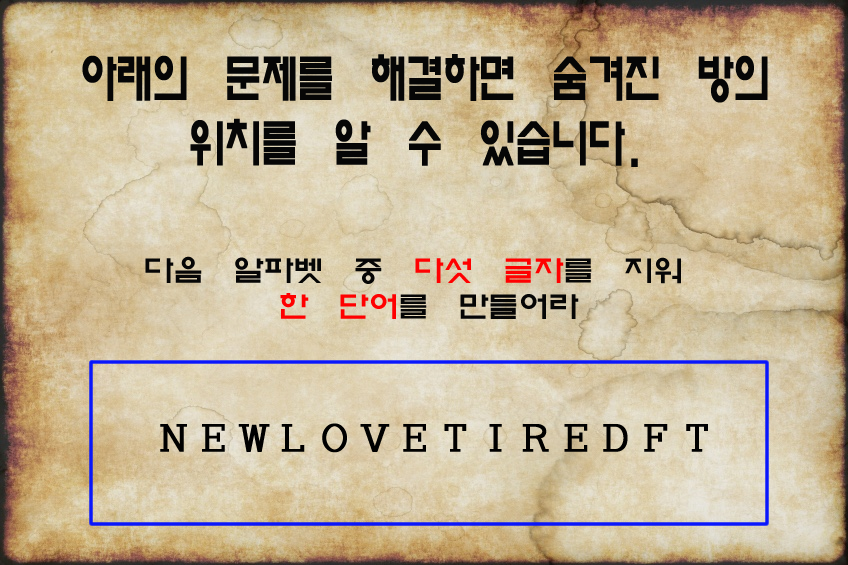 아래의 문제를 해결하면 숨겨진 방의
위치를 알 수 있습니다.
다음 알파벳 중 다섯 글자를 지워
한 단어를 만들어라
NEWLOVETIREDFT